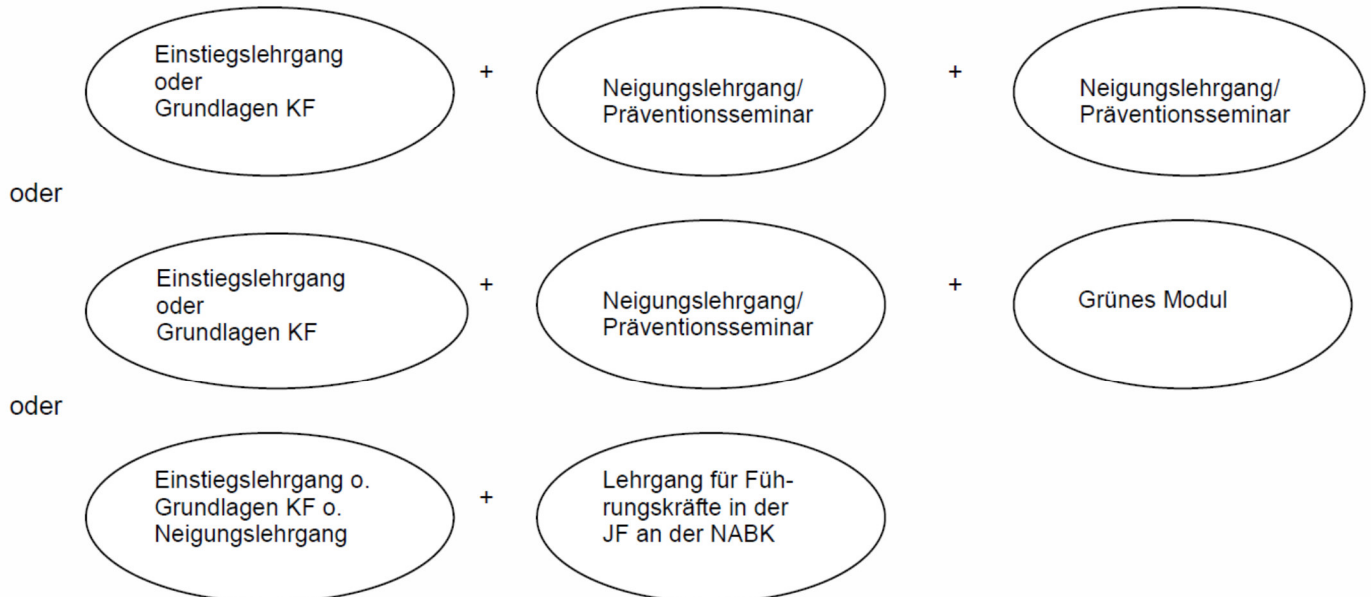 Einstiegslehrgang
oder
Grundlagen KF
+
Neigungslehrgang/
Präventionsseminar
+
Neigungslehrgang/
Präventionsseminar
oder
Einstiegslehrgang
oder
Grundlagen KF
+
Neigungslehrgang/
Präventionsseminar
+
Grünes Modul
oder
Einstiegslehrgang o.
Grundlagen KF o.
Neigungslehrgang
+
Lehrgang für Füh-
rungskräfte in der
JF an der NABK